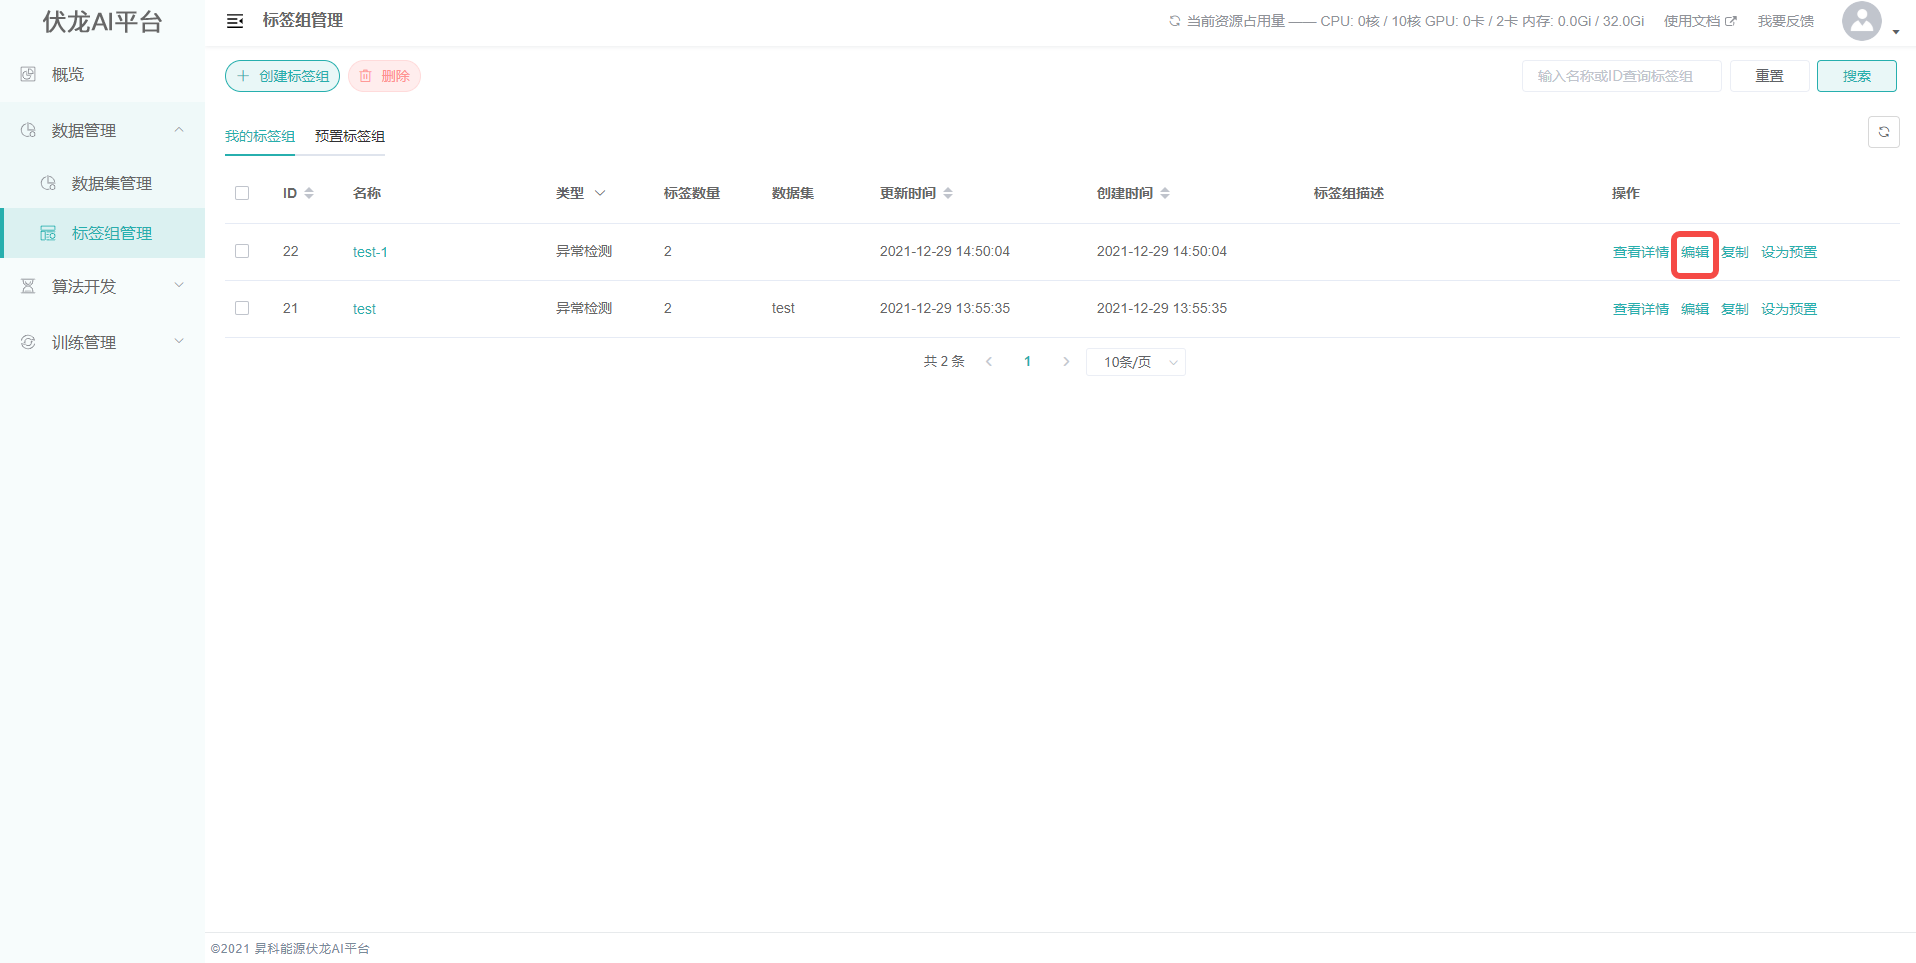 伏龙AI平台
标签组管理
当前资源占用量 —— CPU: 0核 / 10核 GPU: 0卡 / 2卡 内存: 0.0Gi / 32.0Gi 使用文档 我要反馈
概览
数据管理
数据集管理
标签组管理
算法开发
训练管理
创建标签组 删除
输入名称或ID查询标签组 重置 搜索
我的标签组 预置标签组
ID 名称 类型 标签数量 数据集 更新时间 创建时间 标签组描述 操作
22 test-1 异常检测 2 2021-12-29 14:50:04 2021-12-29 14:50:04 查看详情 编辑 复制 设为预置
21 test 异常检测 2 test 2021-12-29 13:55:35 2021-12-29 13:55:35 查看详情 编辑 复制 设为预置
共 2 条 1 10条/页
©2021 昇科能源伏龙AI平台